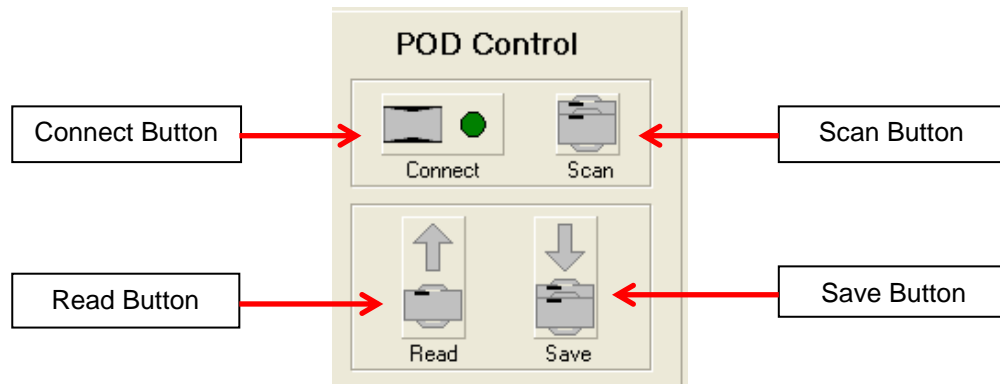 POD Control
Connect Button
Scan Button
Connect
Scan
Read Button
Save Button
Read
Save